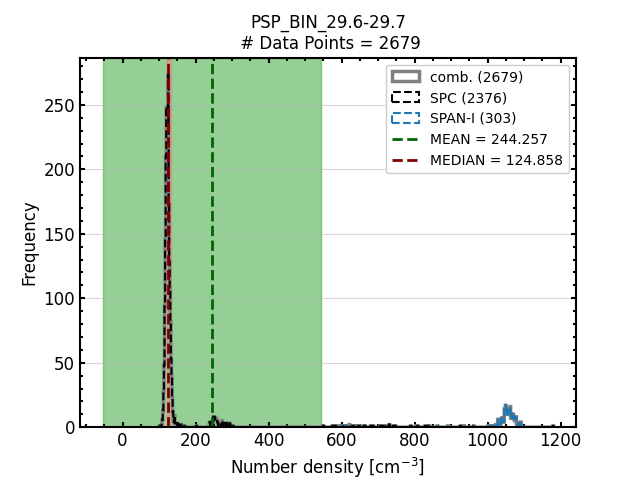 PSP_BIN_29.6-29.7
# Data Points = 2679
comb. (2679)
SPC (2376)
SPAN-I (303)
MEAN = 244.257
MEDIAN = 124.858
Frequency
250
200
150
100
50
0
0 200 400 600 800 1000 1200
Number density [cm⁻³]